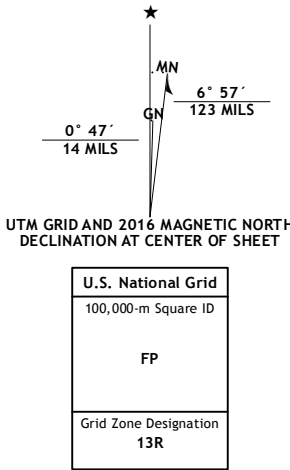 ★
MN
GN
6° 57´
123 MILS
0° 47´
14 MILS
UTM GRID AND 2016 MAGNETIC NORTH
DECLINATION AT CENTER OF SHEET
U.S. National Grid
100,000-m Square ID
FP
Grid Zone Designation
13R